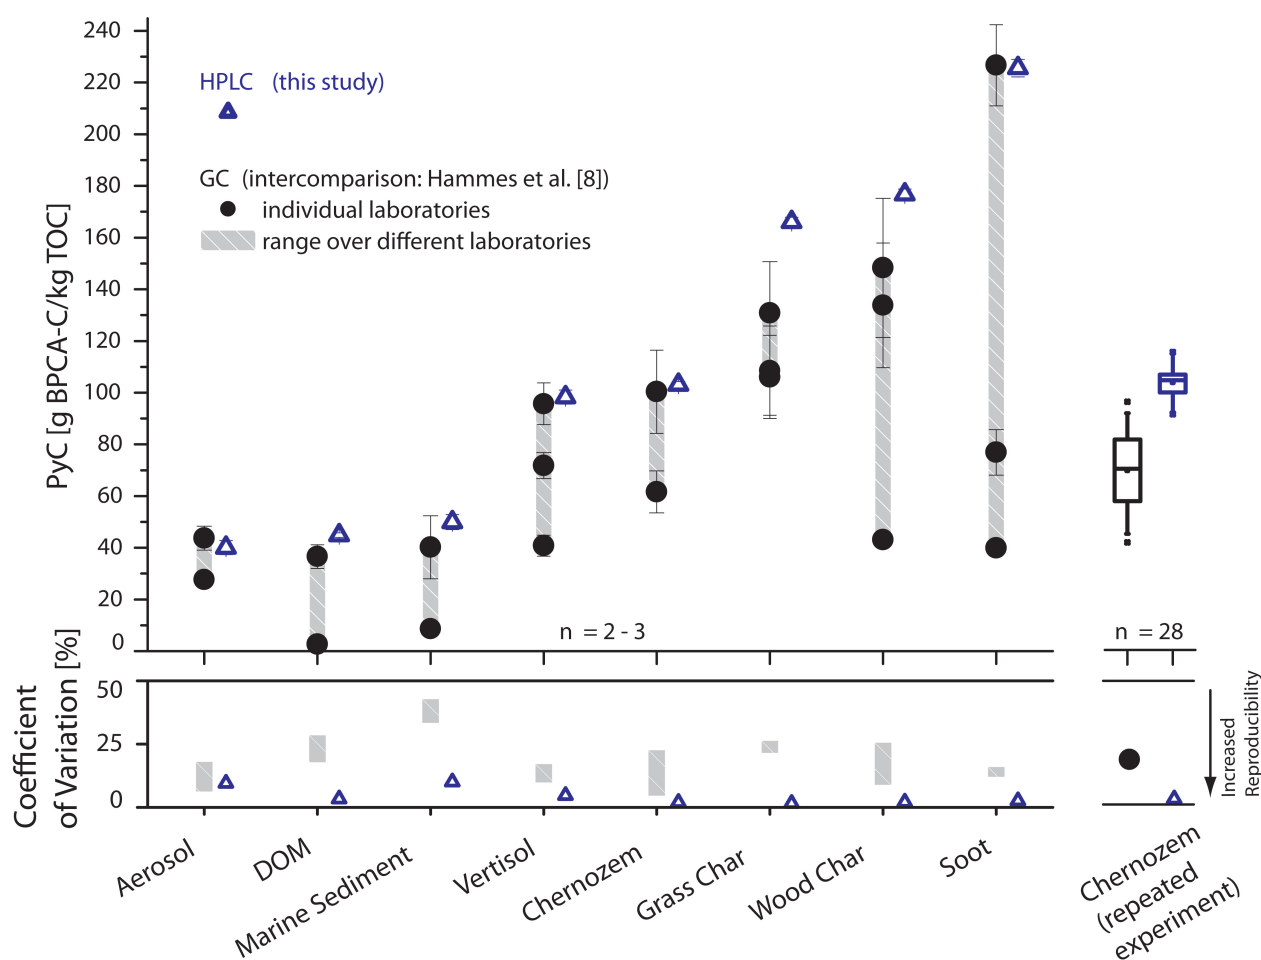 240
220
200
180
160
140
120
100
80
60
40
20
0
PyC [g BPCA-C/kg TOC]
HPLC (this study)
GC (intercomparison: Hammes et al. [8])
individual laboratories
range over different laboratories
n = 2 - 3
n = 28
50
25
0
Coefficient
of Variation [%]
Increased
Reproducibility
Aerosol
DOM
Marine Sediment
Vertisol
Chernozem
Grass Char
Wood Char
Soot
Chernozem
(repeated
experiment)